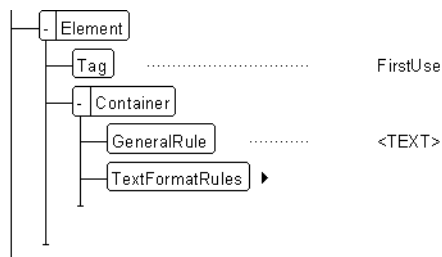 - Element
Tag FirstUse
- Container
GeneralRule <TEXT>
TextFormatRules